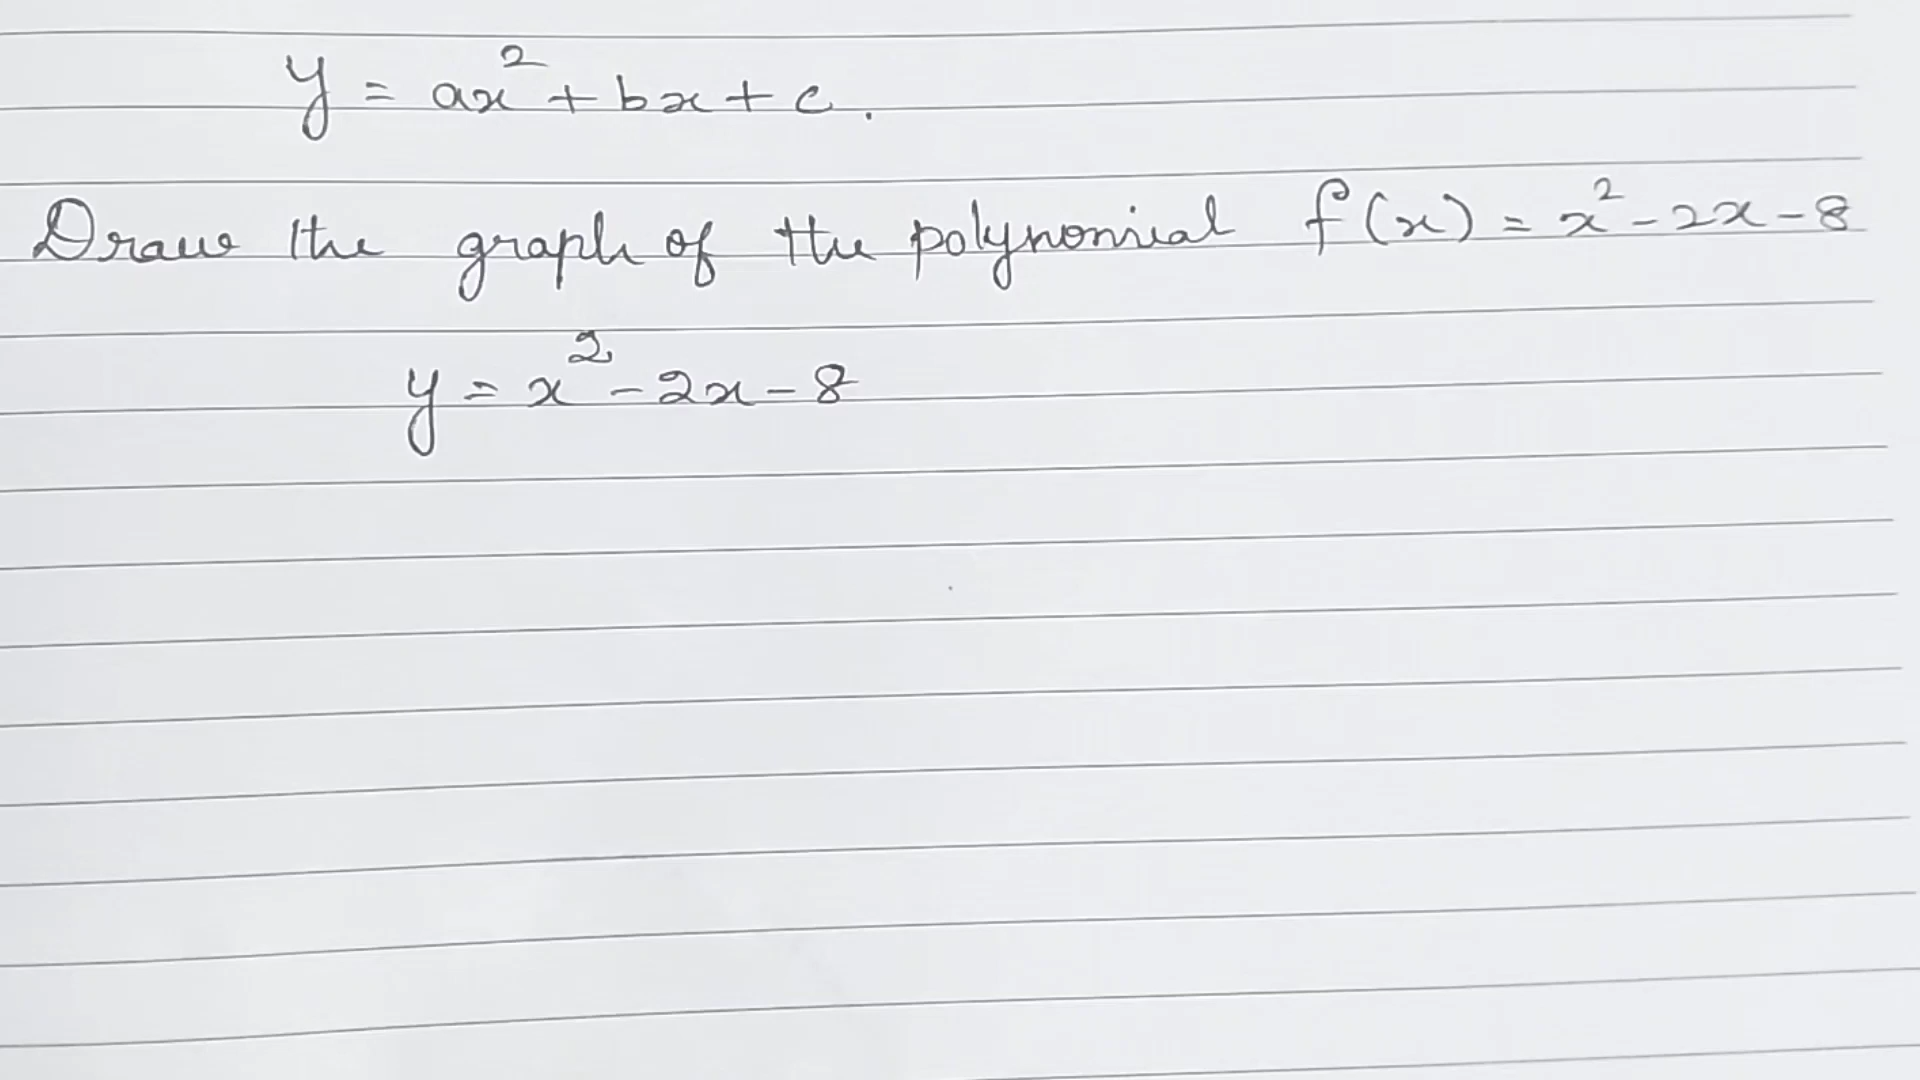 y = ax² + bx + c.
Draw the graph of the polynomial f(x) = x² - 2x - 8
y = x² - 2x - 8